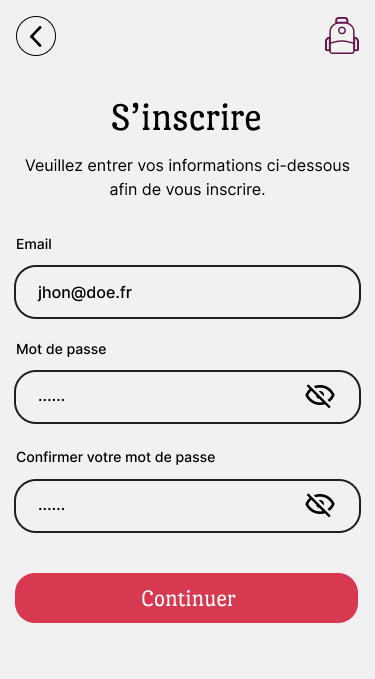 S’inscrire
Veuillez entrer vos informations ci-dessous
afin de vous inscrire.
Email
jhon@doe.fr
Mot de passe
......
Confirmer votre mot de passe
......
Continuer